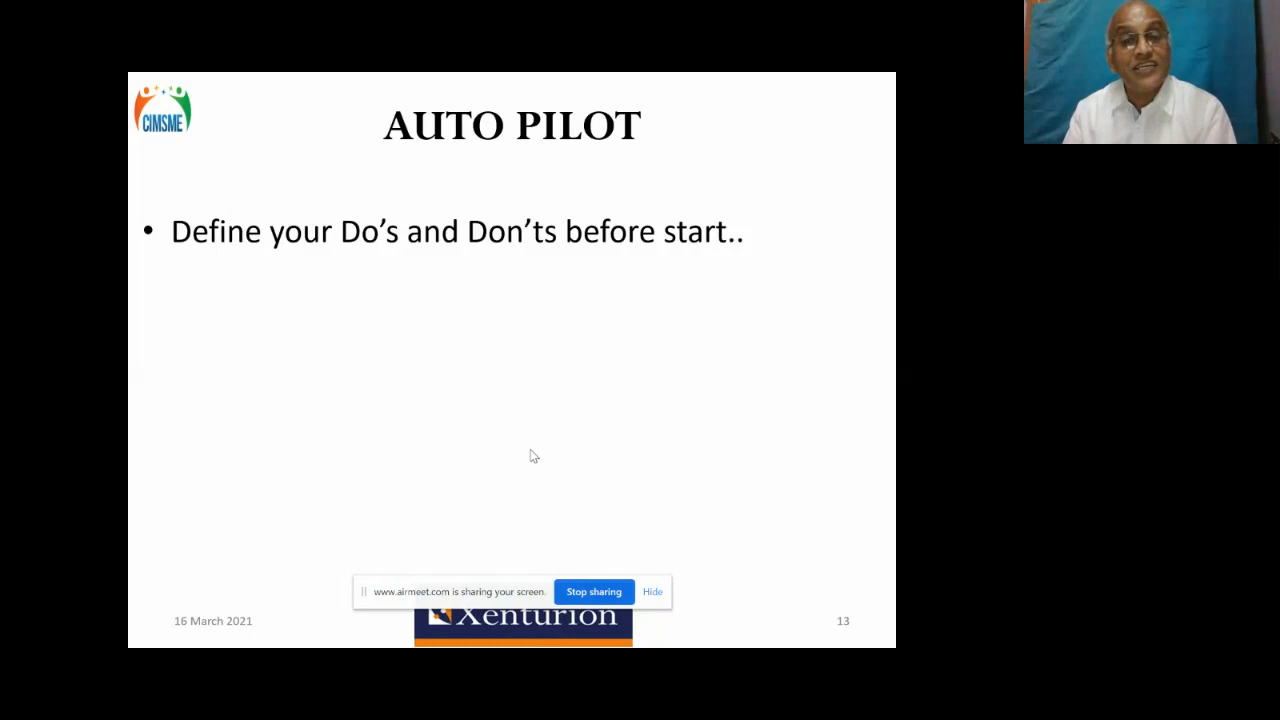 CIMSME
AUTO PILOT
• Define your Do’s and Don’ts before start..
www.airmeet.com is sharing your screen. Stop sharing Hide
16 March 2021 Xenturion 13